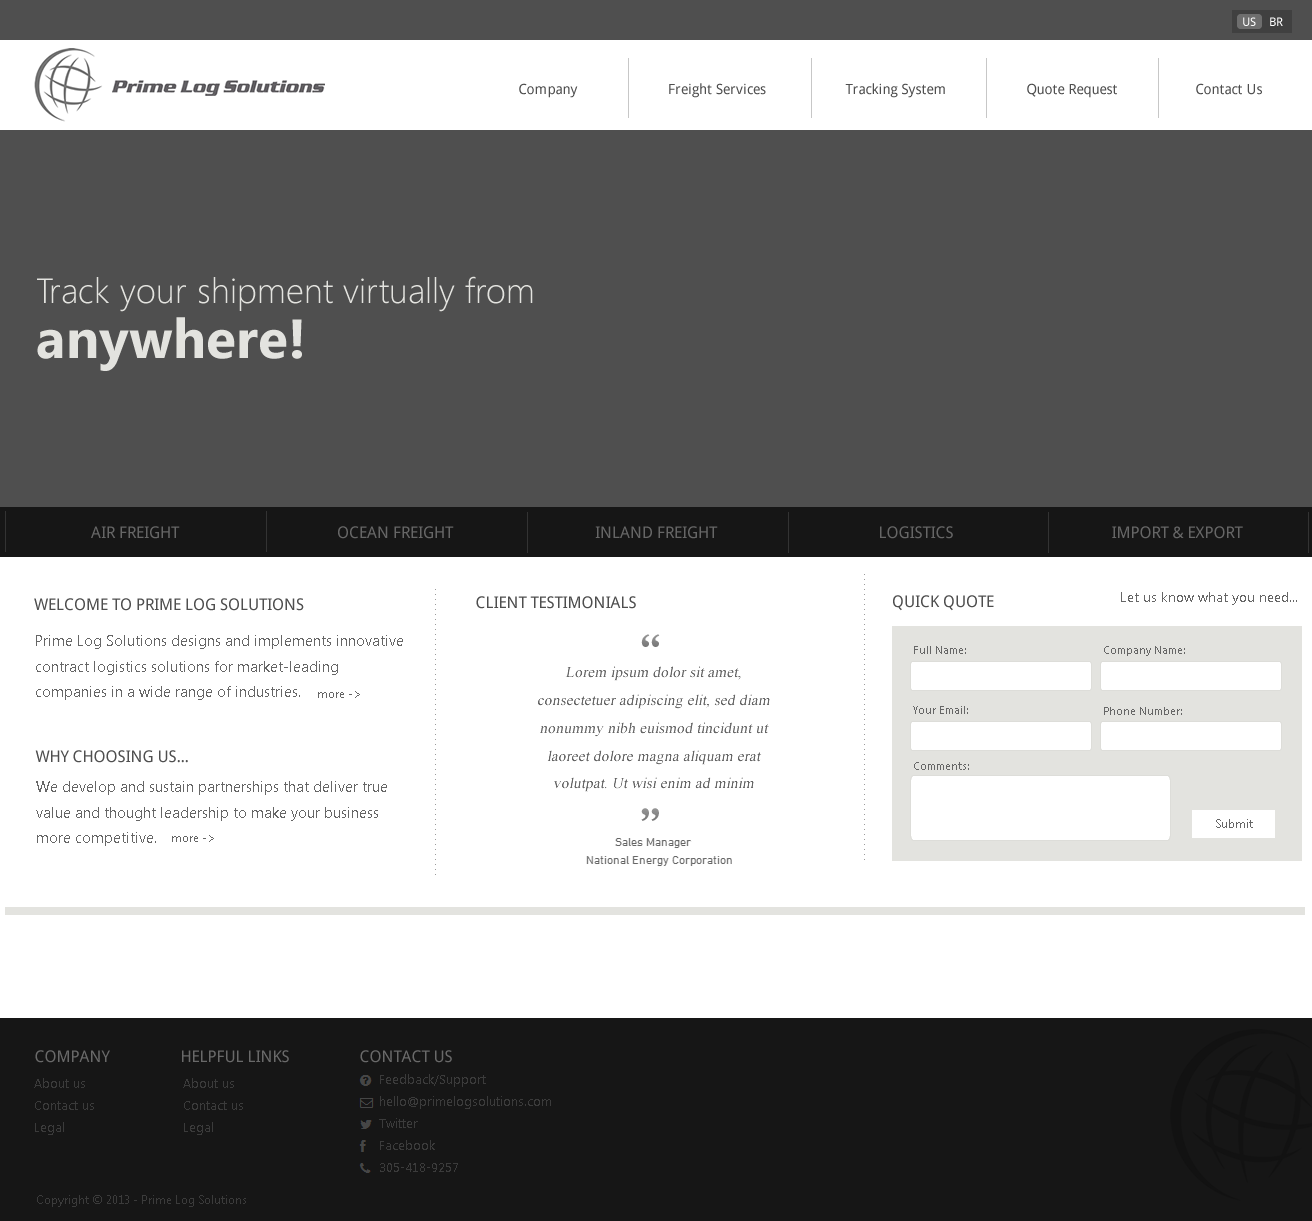 US BR
Prime Log Solutions
Company
Freight Services
Tracking System
Quote Request
Contact Us
Track your shipment virtually from
anywhere!
AIR FREIGHT
OCEAN FREIGHT
INLAND FREIGHT
LOGISTICS
IMPORT & EXPORT
WELCOME TO PRIME LOG SOLUTIONS
Prime Log Solutions designs and implements innovative
contract logistics solutions for market-leading
companies in a wide range of industries. more ->
WHY CHOOSING US...
We develop and sustain partnerships that deliver true
value and thought leadership to make your business
more competitive. more ->
CLIENT TESTIMONIALS
“
Lorem ipsum dolor sit amet,
consectetuer adipiscing elit, sed diam
nonummy nibh euismod tincidunt ut
laoreet dolore magna aliquam erat
volutpat. Ut wisi enim ad minim
”
Sales Manager
National Energy Corporation
QUICK QUOTE
Let us know what you need...
Full Name:
Company Name:
Your Email:
Phone Number:
Comments:
Submit
COMPANY
About us
Contact us
Legal
HELPFUL LINKS
About us
Contact us
Legal
CONTACT US
Feedback/Support
hello@primelogsolutions.com
Twitter
Facebook
305-418-9257
Copyright © 2013 - Prime Log Solutions